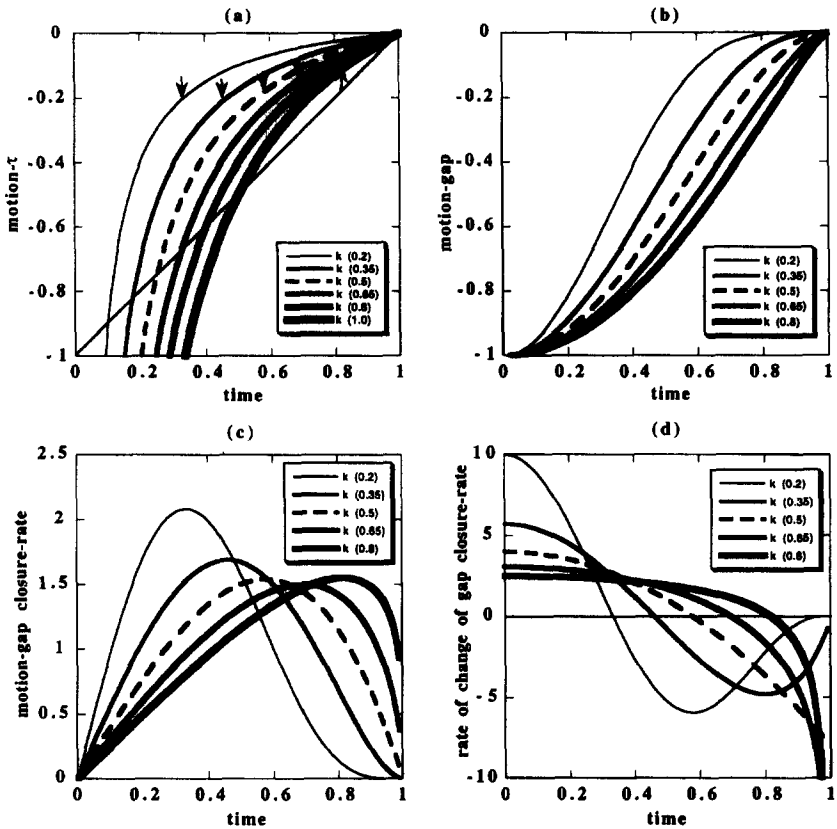 (a)
0
-0.2
-0.4
-0.6
-0.8
-1
motion-τ
0 0.2 0.4 0.6 0.8 1
time
k (0.2)
k (0.35)
k (0.5)
k (0.65)
k (0.8)
k (1.0)
(b)
0
-0.2
-0.4
-0.6
-0.8
-1
motion-gap
0 0.2 0.4 0.6 0.8 1
time
k (0.2)
k (0.35)
k (0.5)
k (0.65)
k (0.8)
(c)
2.5
2
1.5
1
0.5
0
motion-gap closure-rate
0 0.2 0.4 0.6 0.8 1
time
k (0.2)
k (0.35)
k (0.5)
k (0.65)
k (0.8)
(d)
10
5
0
-5
-10
rate of change of gap closure-rate
0 0.2 0.4 0.6 0.8 1
time
k (0.2)
k (0.35)
k (0.5)
k (0.65)
k (0.8)